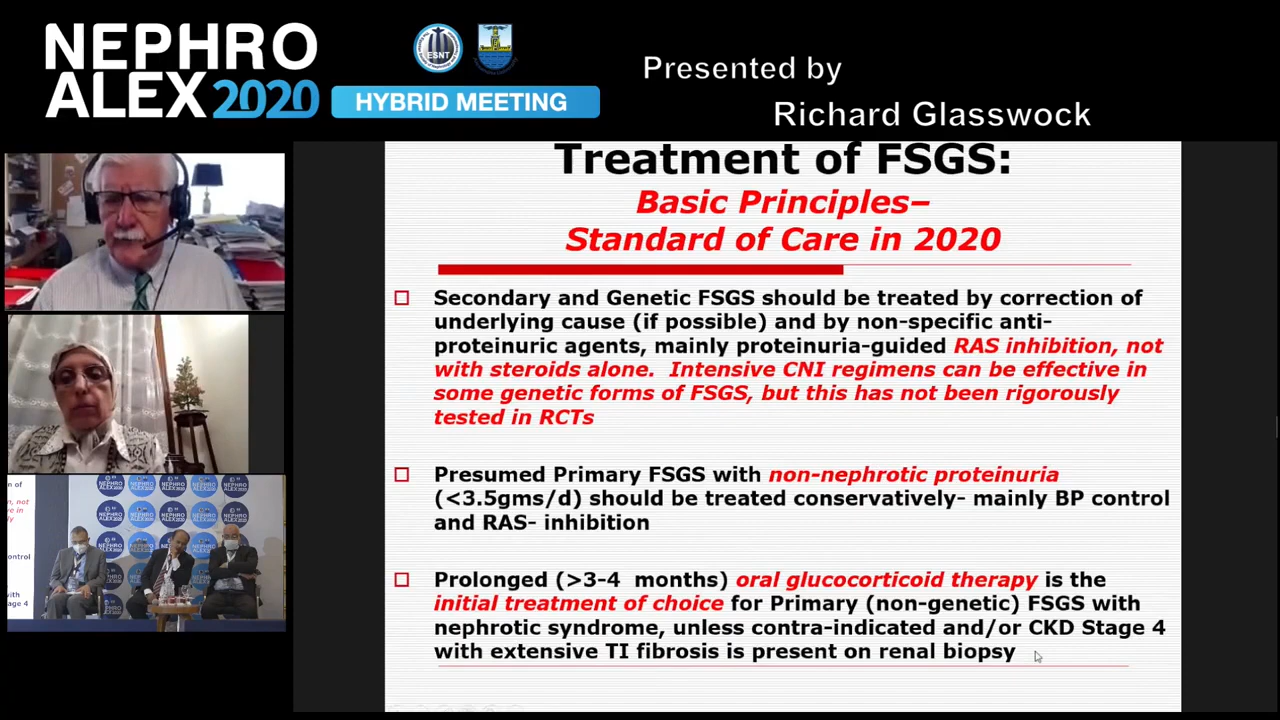 NEPHRO
ALEX2020
ESNT
HYBRID MEETING
Presented by
Richard Glasswock
Treatment of FSGS:
Basic Principles–
Standard of Care in 2020
Secondary and Genetic FSGS should be treated by correction of
underlying cause (if possible) and by non-specific anti-
proteinuric agents, mainly proteinuria-guided RAS inhibition, not
with steroids alone. Intensive CNI regimens can be effective in
some genetic forms of FSGS, but this has not been rigorously
tested in RCTs
Presumed Primary FSGS with non-nephrotic proteinuria
(<3.5gms/d) should be treated conservatively- mainly BP control
and RAS- inhibition
Prolonged (>3-4 months) oral glucocorticoid therapy is the
initial treatment of choice for Primary (non-genetic) FSGS with
nephrotic syndrome, unless contra-indicated and/or CKD Stage 4
with extensive TI fibrosis is present on renal biopsy